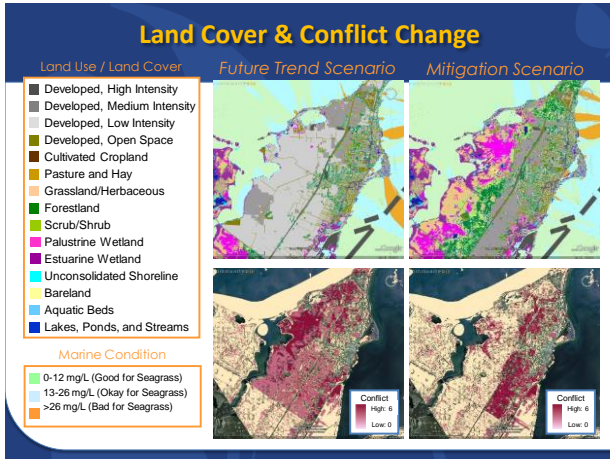 Land Cover & Conflict Change
Land Use / Land Cover
Future Trend Scenario
Mitigation Scenario
Developed, High Intensity
Developed, Medium Intensity
Developed, Low Intensity
Developed, Open Space
Cultivated Cropland
Pasture and Hay
Grassland/Herbaceous
Forestland
Scrub/Shrub
Palustrine Wetland
Estuarine Wetland
Unconsolidated Shoreline
Bareland
Aquatic Beds
Lakes, Ponds, and Streams
Marine Condition
0-12 mg/L (Good for Seagrass)
13-26 mg/L (Okay for Seagrass)
>26 mg/L (Bad for Seagrass)
Conflict
High: 6
Low: 0
Conflict
High: 6
Low: 0